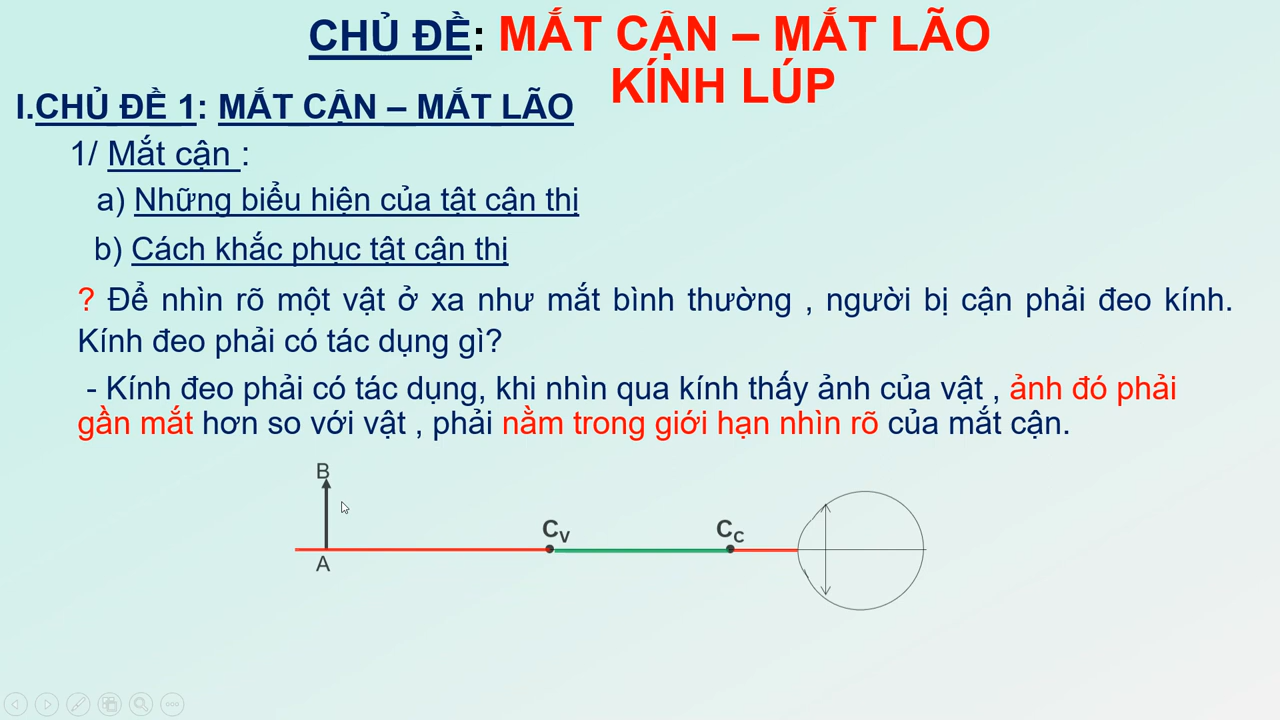 CHỦ ĐỀ: MẮT CẬN – MẮT LÃO
KÍNH LÚP
I.CHỦ ĐỀ 1: MẮT CẬN – MẮT LÃO
1/ Mắt cận :
a) Những biểu hiện của tật cận thị
b) Cách khắc phục tật cận thị
? Để nhìn rõ một vật ở xa như mắt bình thường , người bị cận phải đeo kính.
Kính đeo phải có tác dụng gì?
- Kính đeo phải có tác dụng, khi nhìn qua kính thấy ảnh của vật , ảnh đó phải
gần mắt hơn so với vật , phải nằm trong giới hạn nhìn rõ của mắt cận.
B
CV
CC
A